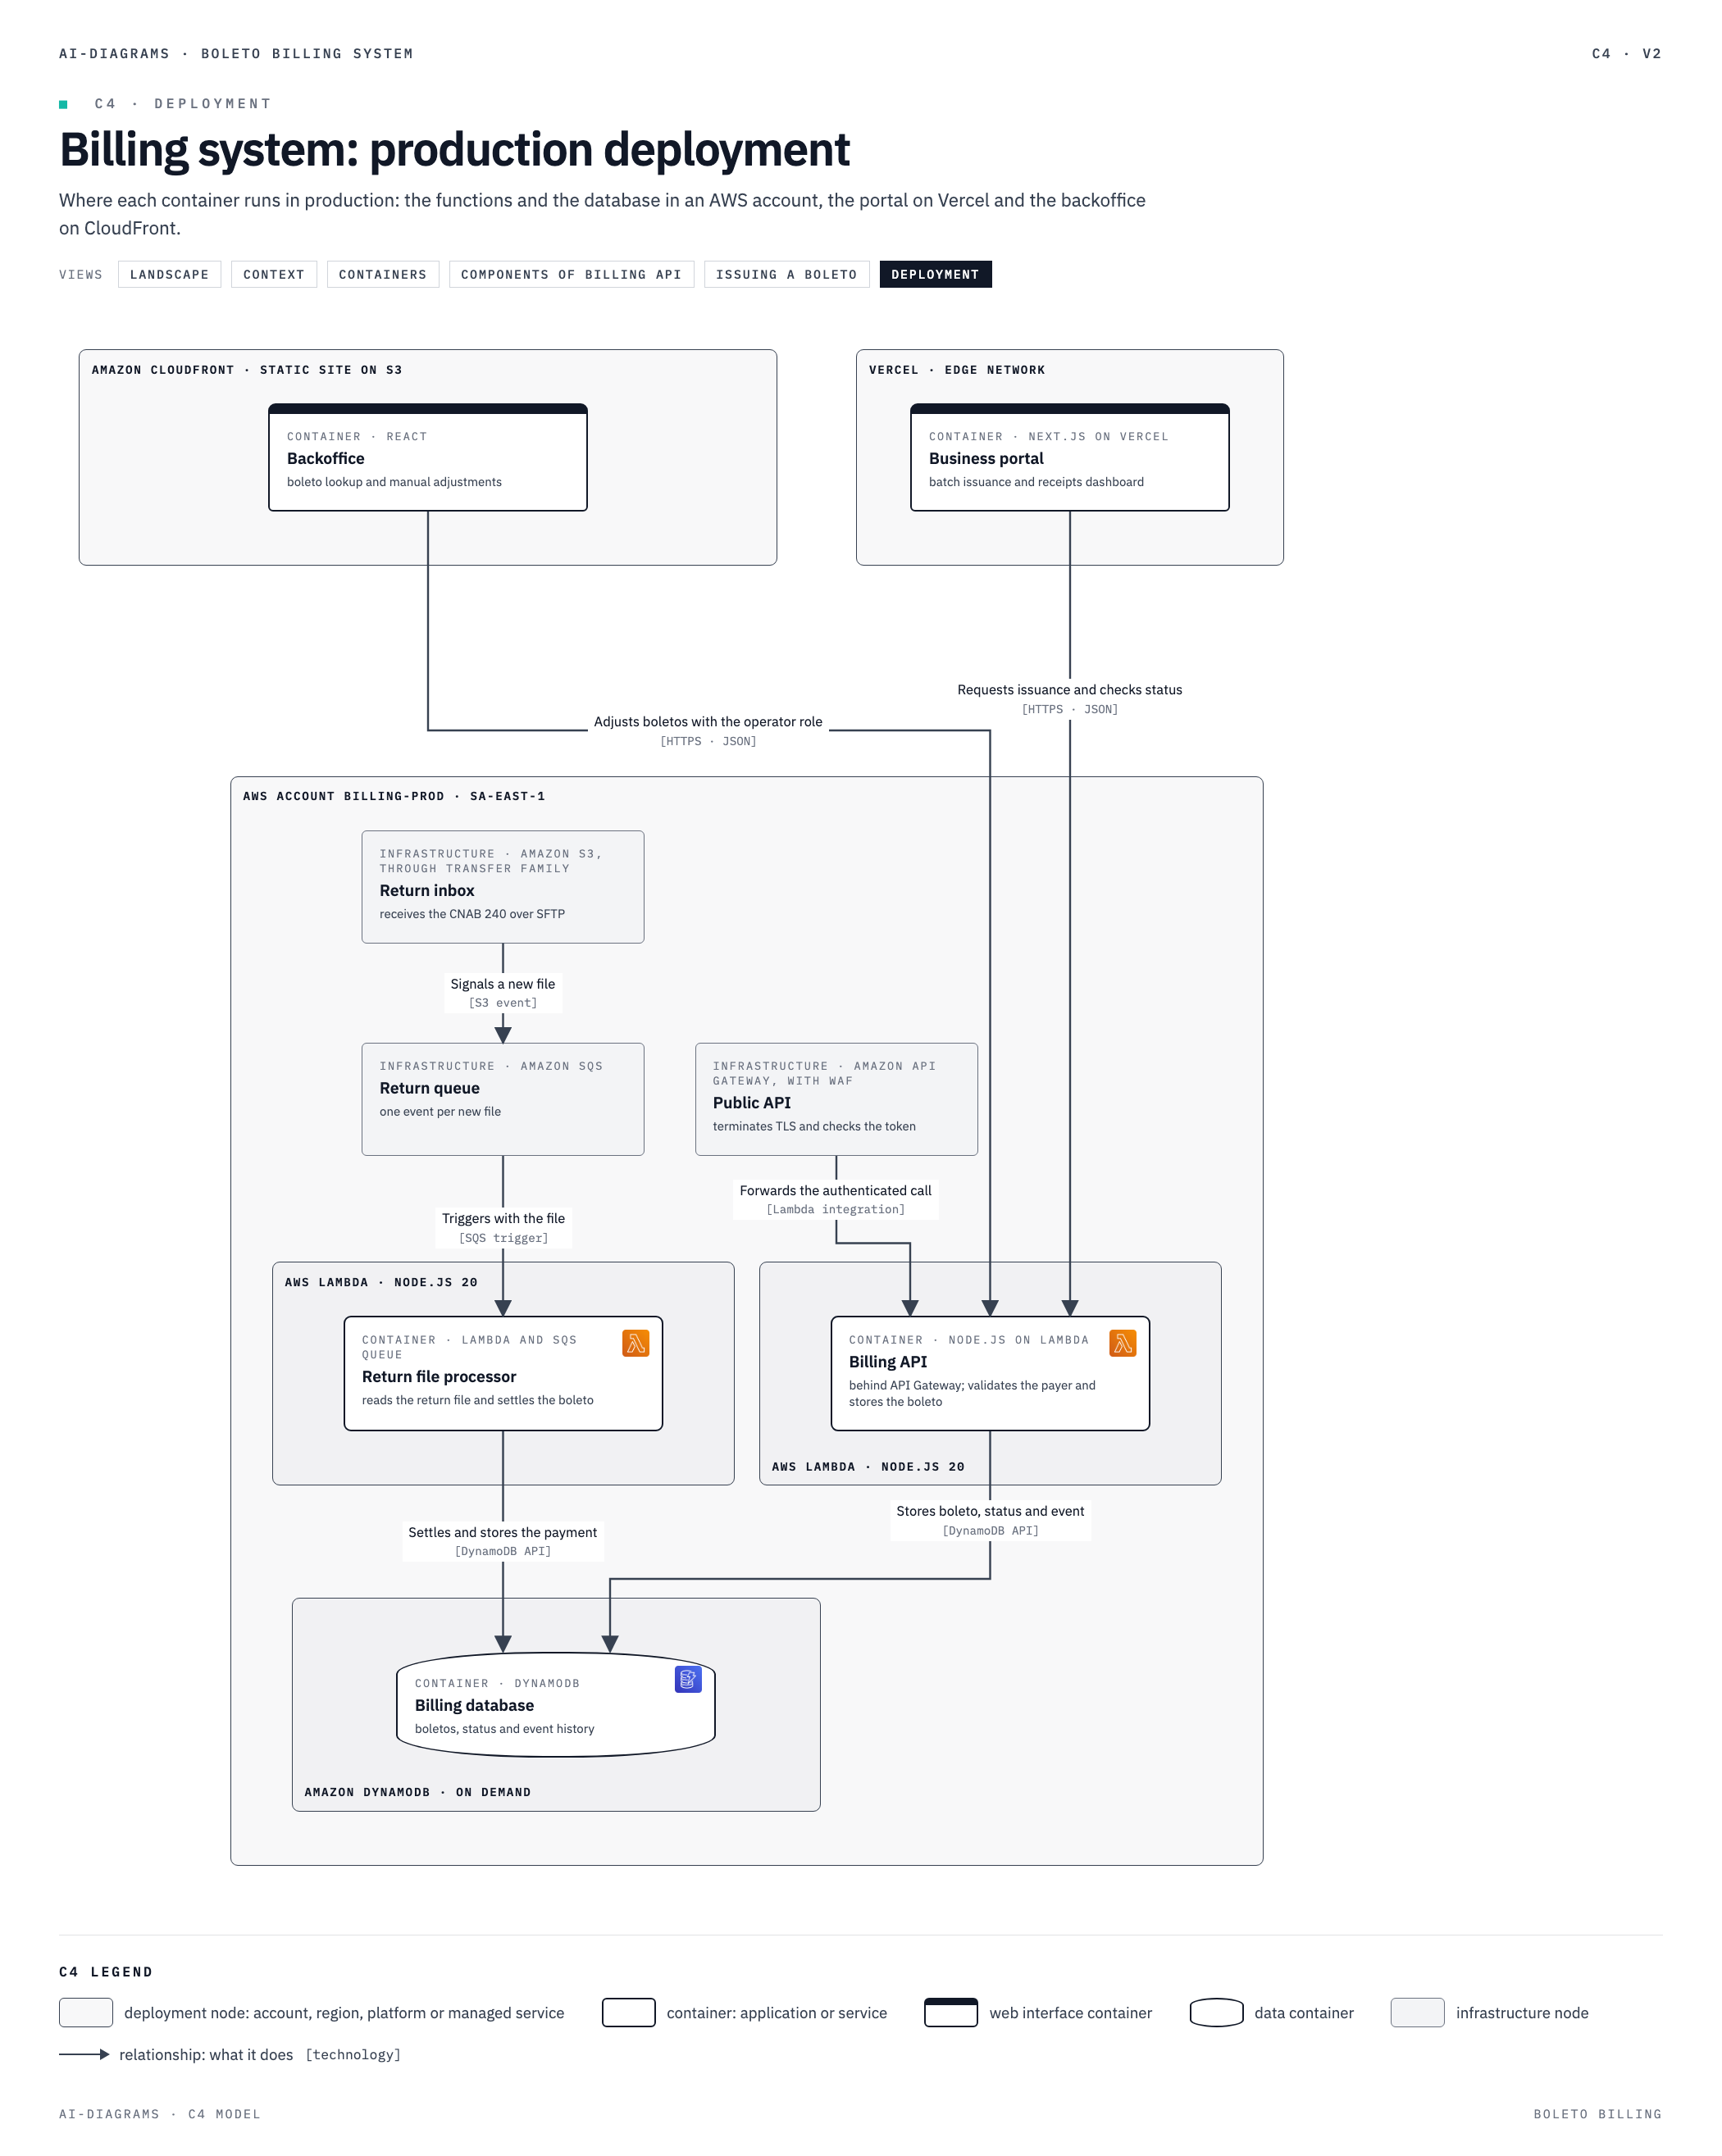 AI-DIAGRAMS · BOLETO BILLING SYSTEM
C4 · V2
C4 · DEPLOYMENT
Billing system: production deployment
Where each container runs in production: the functions and the database in an AWS account, the portal on Vercel and the backoffice
on CloudFront.
VIEWS
LANDSCAPE
CONTEXT
CONTAINERS
COMPONENTS OF BILLING API
ISSUING A BOLETO
DEPLOYMENT
AMAZON CLOUDFRONT · STATIC SITE ON S3
CONTAINER · REACT
Backoffice
boleto lookup and manual adjustments
VERCEL · EDGE NETWORK
CONTAINER · NEXT.JS ON VERCEL
Business portal
batch issuance and receipts dashboard
Requests issuance and checks status
[HTTPS · JSON]
Adjusts boletos with the operator role
[HTTPS · JSON]
AWS ACCOUNT BILLING-PROD · SA-EAST-1
INFRASTRUCTURE · AMAZON S3,
THROUGH TRANSFER FAMILY
Return inbox
receives the CNAB 240 over SFTP
Signals a new file
[S3 event]
INFRASTRUCTURE · AMAZON SQS
Return queue
one event per new file
INFRASTRUCTURE · AMAZON API
GATEWAY, WITH WAF
Public API
terminates TLS and checks the token
Forwards the authenticated call
[Lambda integration]
Triggers with the file
[SQS trigger]
AWS LAMBDA · NODE.JS 20
CONTAINER · LAMBDA AND SQS
QUEUE
Return file processor
reads the return file and settles the boleto
CONTAINER · NODE.JS ON LAMBDA
Billing API
behind API Gateway; validates the payer and
stores the boleto
AWS LAMBDA · NODE.JS 20
Stores boleto, status and event
[DynamoDB API]
Settles and stores the payment
[DynamoDB API]
CONTAINER · DYNAMODB
Billing database
boletos, status and event history
AMAZON DYNAMODB · ON DEMAND
C4 LEGEND
deployment node: account, region, platform or managed service
container: application or service
web interface container
data container
infrastructure node
relationship: what it does [technology]
AI-DIAGRAMS · C4 MODEL
BOLETO BILLING